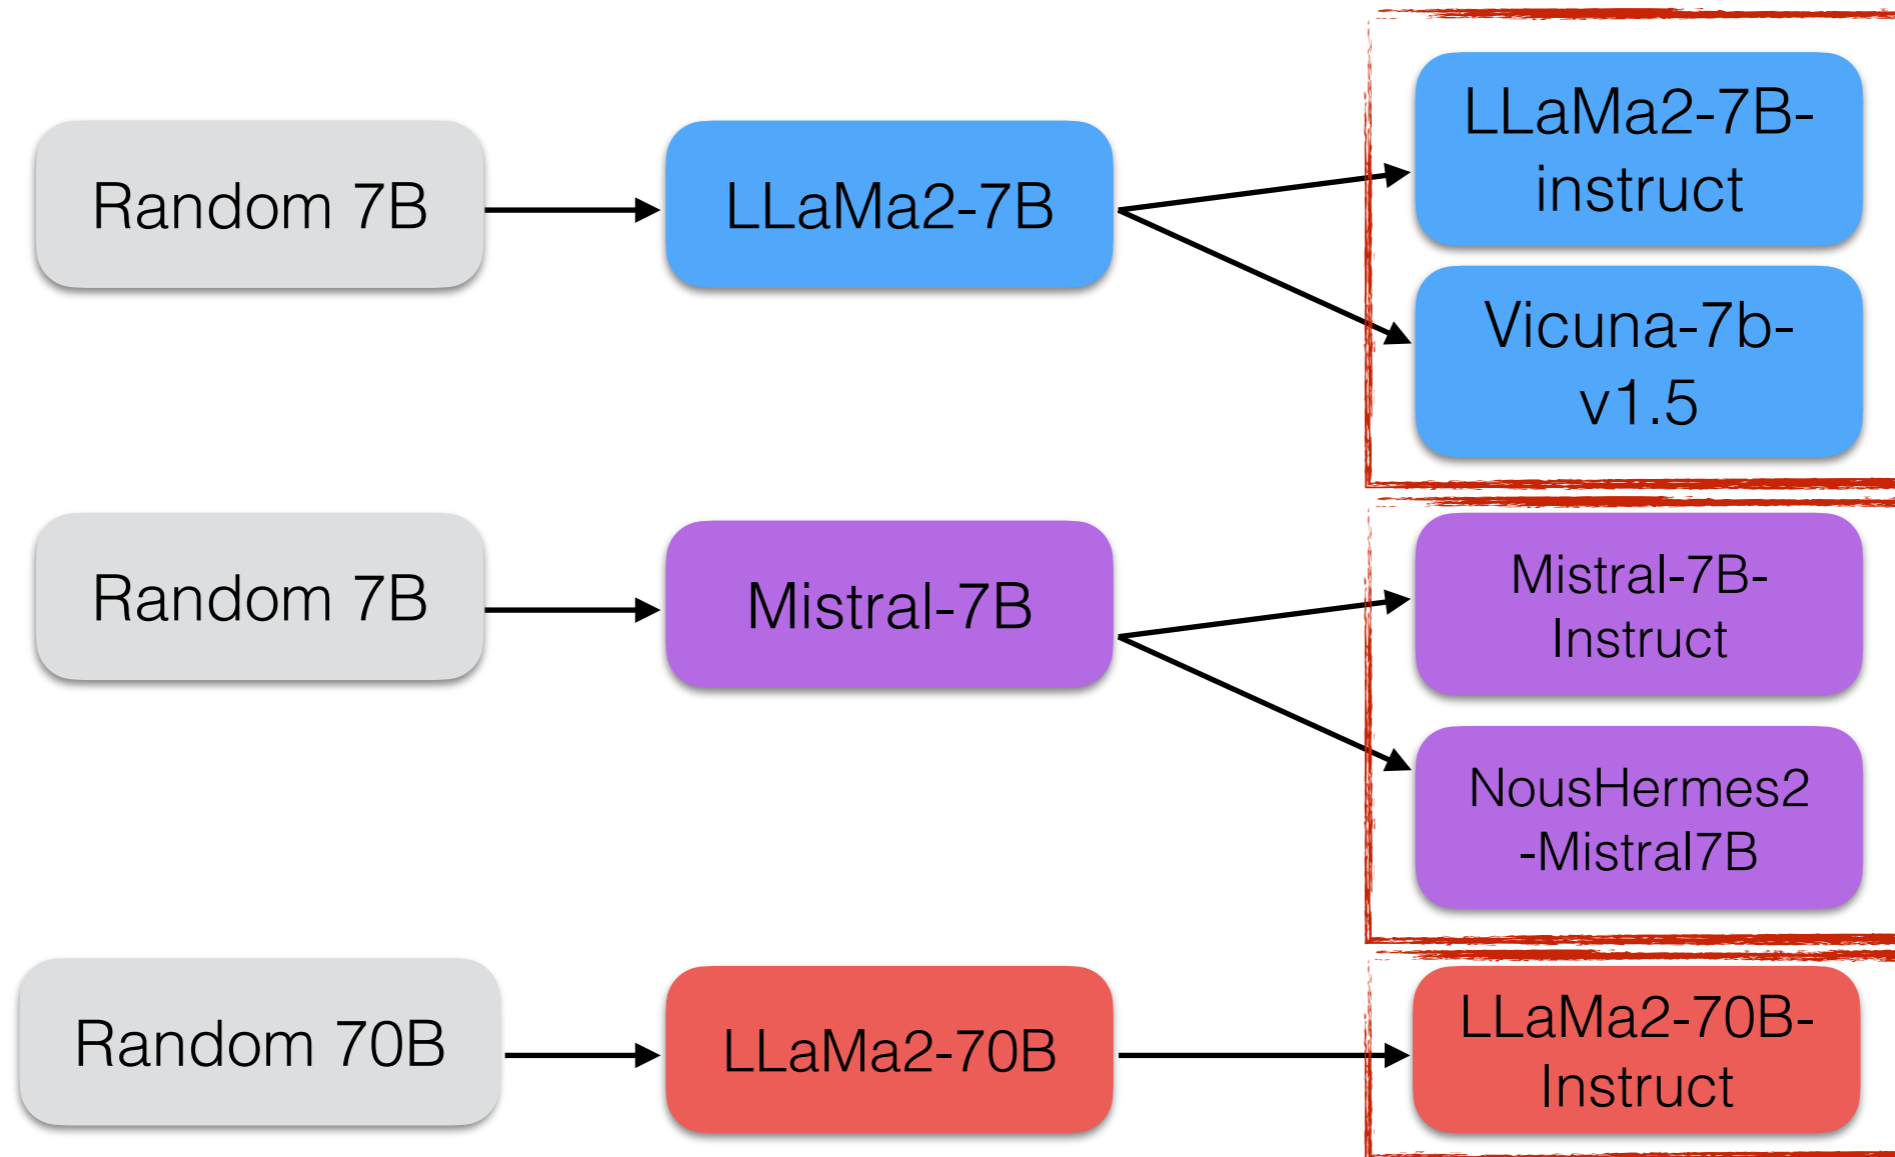 Random 7B
LLaMa2-7B
LLaMa2-7B-
instruct
Vicuna-7b-
v1.5
Random 7B
Mistral-7B
Mistral-7B-
Instruct
NousHermes2
-Mistral7B
Random 70B
LLaMa2-70B
LLaMa2-70B-
Instruct